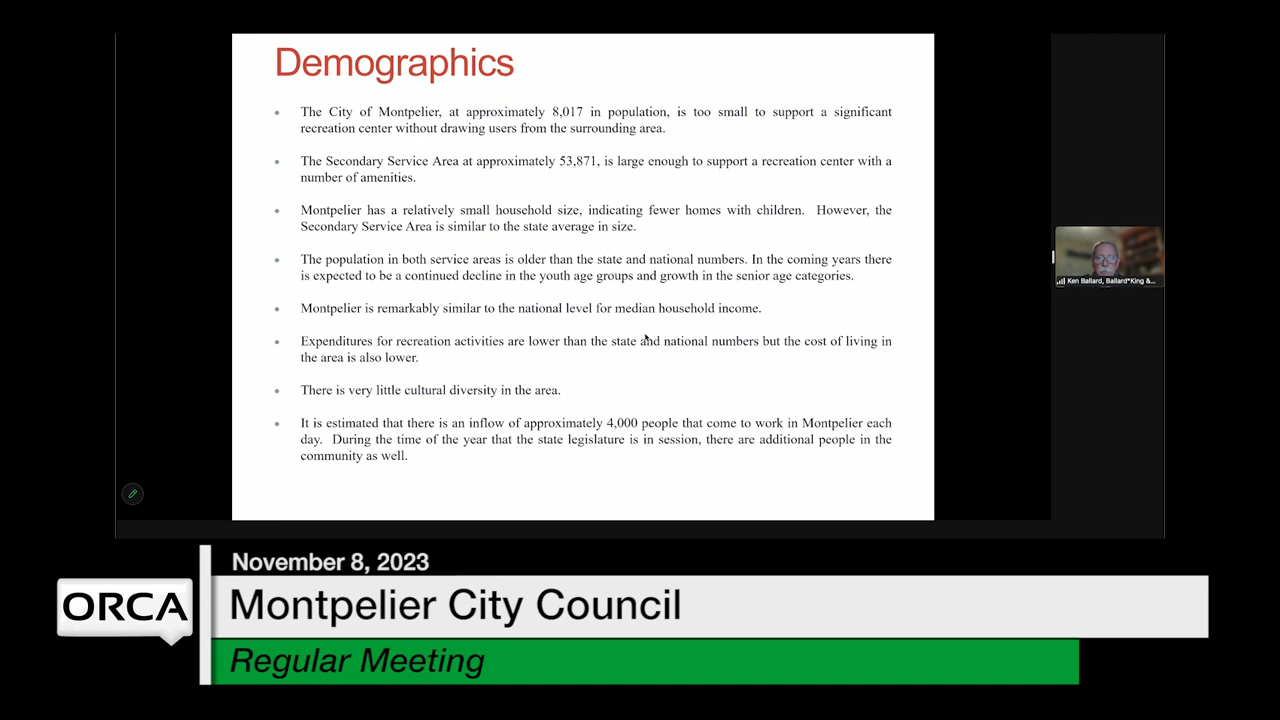 Demographics
• The City of Montpelier, at approximately 8,017 in population, is too small to support a significant
recreation center without drawing users from the surrounding area.
• The Secondary Service Area at approximately 53,871, is large enough to support a recreation center with a
number of amenities.
• Montpelier has a relatively small household size, indicating fewer homes with children. However, the
Secondary Service Area is similar to the state average in size.
• The population in both service areas is older than the state and national numbers. In the coming years there
is expected to be a continued decline in the youth age groups and growth in the senior age categories.
• Montpelier is remarkably similar to the national level for median household income.
• Expenditures for recreation activities are lower than the state and national numbers but the cost of living in
the area is also lower.
• There is very little cultural diversity in the area.
• It is estimated that there is an inflow of approximately 4,000 people that come to work in Montpelier each
day. During the time of the year that the state legislature is in session, there are additional people in the
community as well.
Ken Ballard, Ballard*King &...
November 8, 2023
ORCA
Montpelier City Council
Regular Meeting